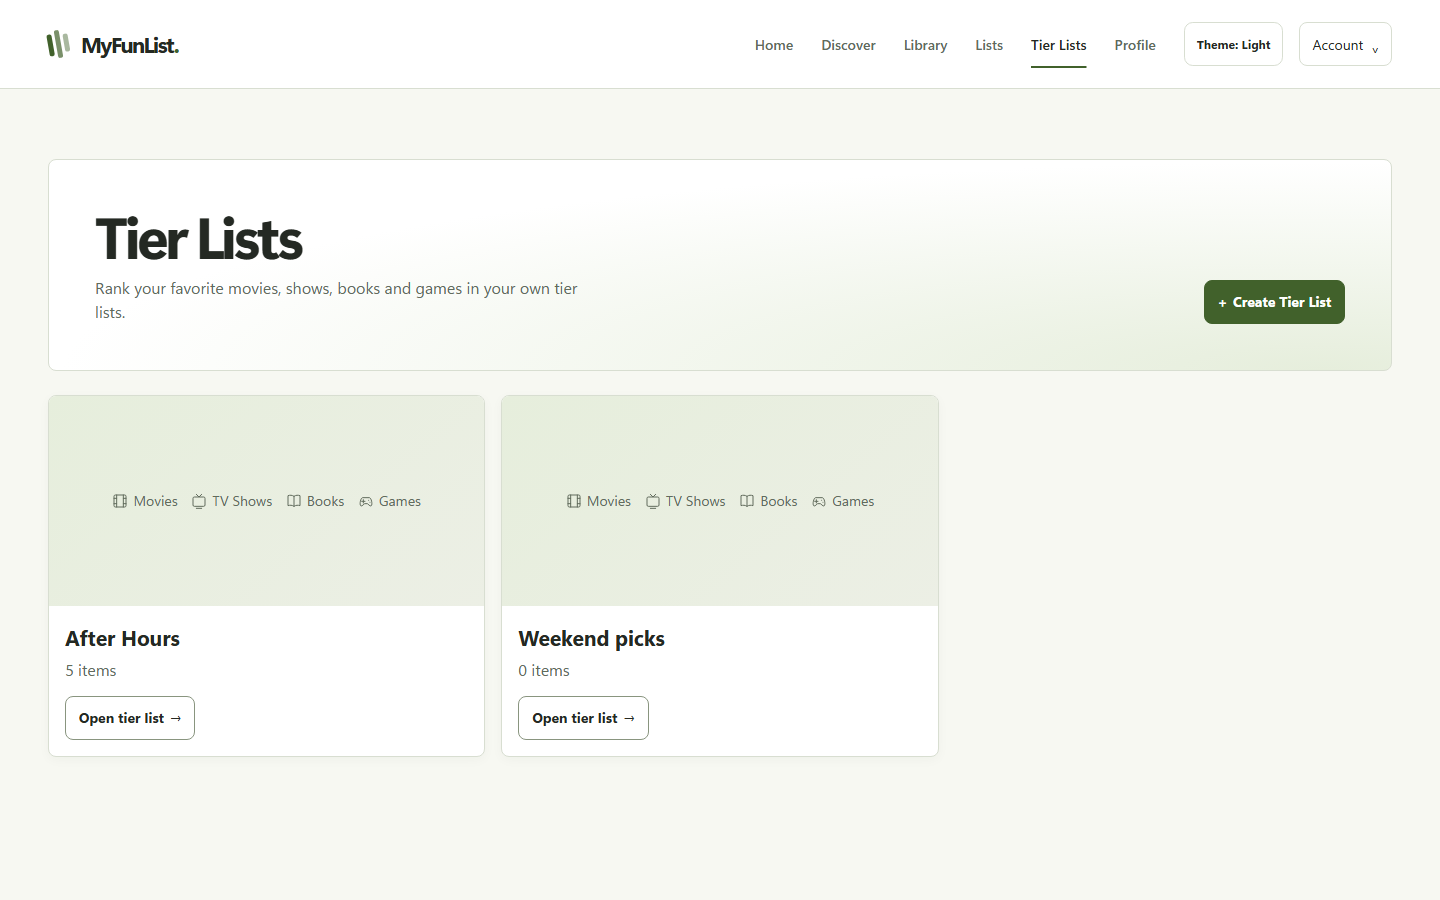 MyFunList.
Home Discover Library Lists Tier Lists Profile Theme: Light Account v
Tier Lists
Rank your favorite movies, shows, books and games in your own tier
lists.
+ Create Tier List
Movies TV Shows Books Games
After Hours
5 items
Open tier list →
Movies TV Shows Books Games
Weekend picks
0 items
Open tier list →